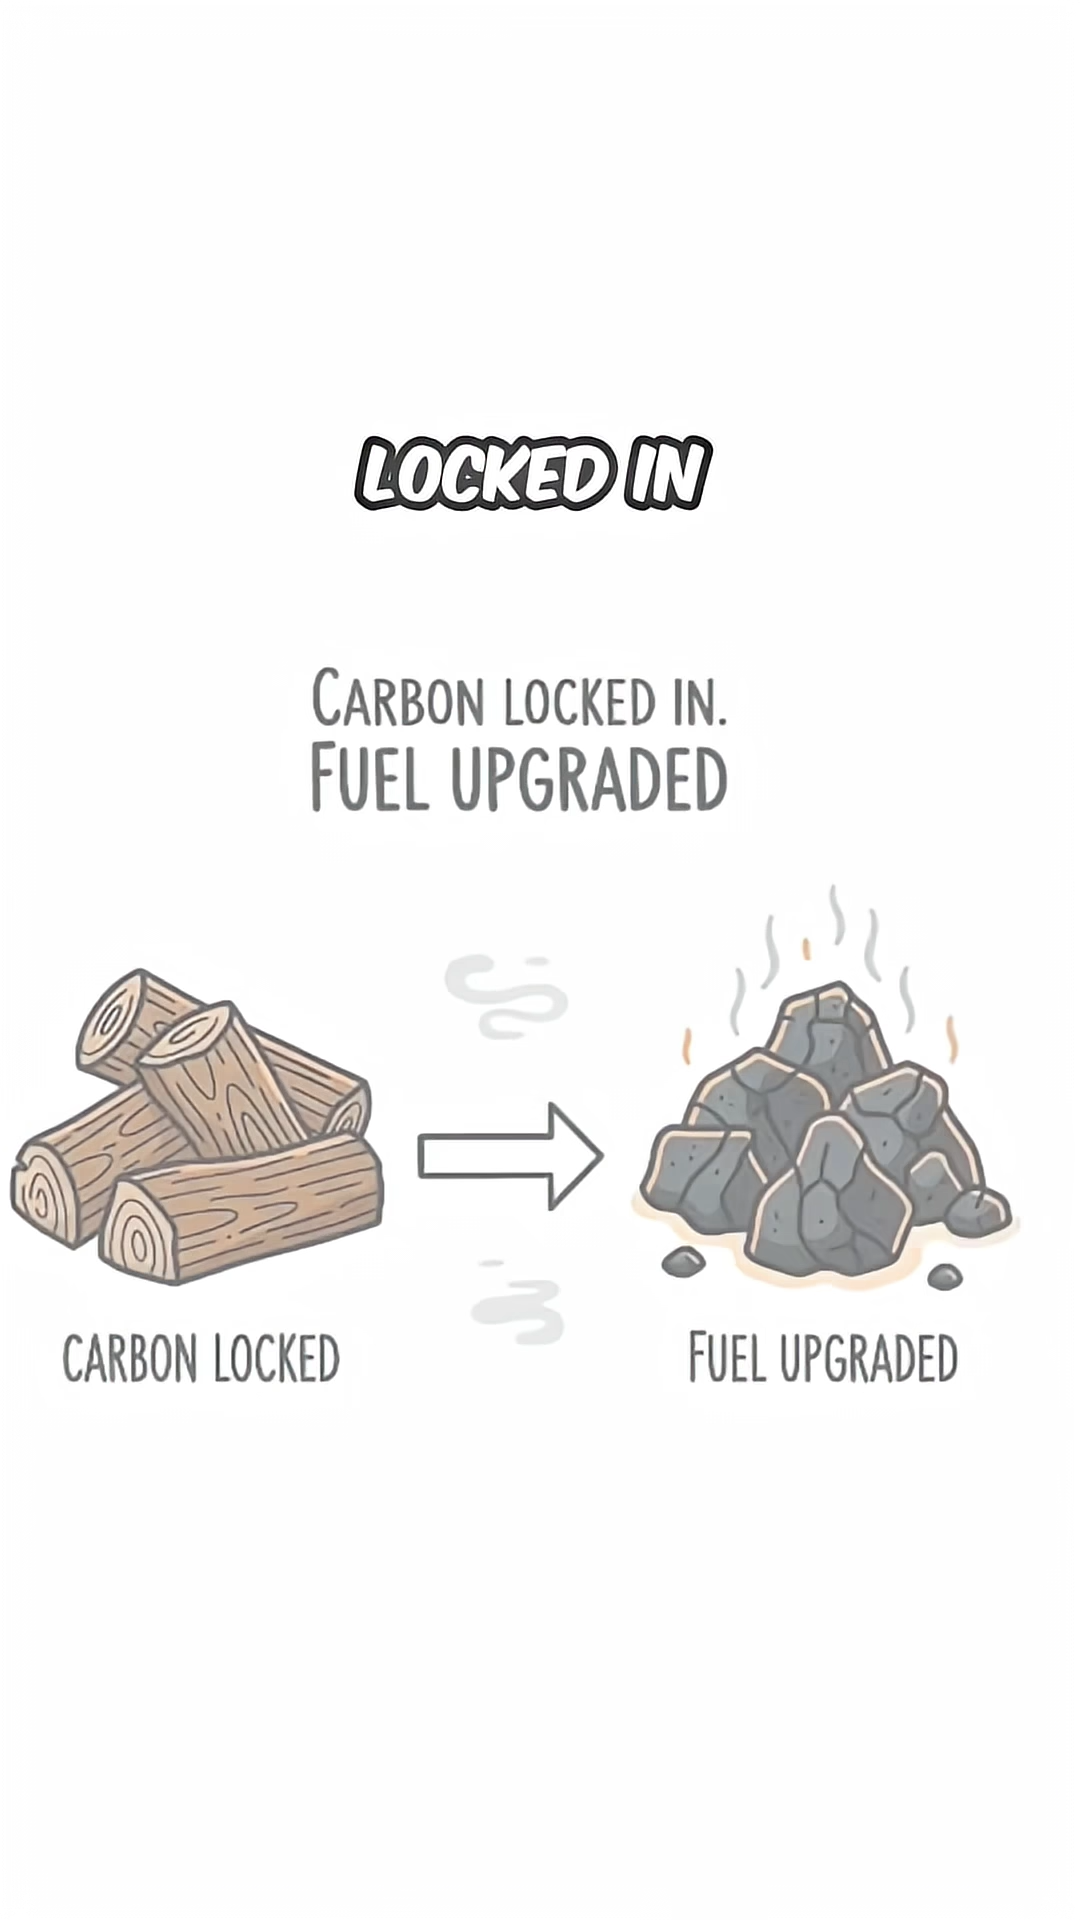 LOCKED IN
CARBON LOCKED IN.
FUEL UPGRADED
CARBON LOCKED
FUEL UPGRADED